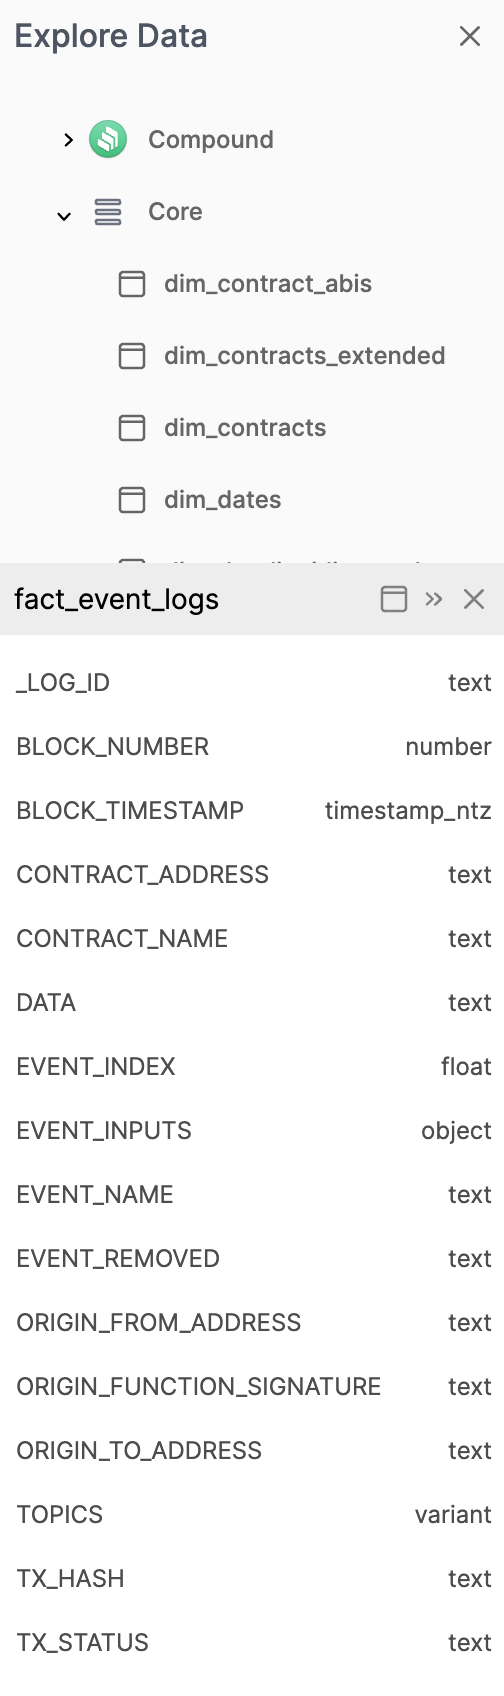 Explore Data
Compound
Core
dim_contract_abis
dim_contracts_extended
dim_contracts
dim_dates
fact_event_logs
_LOG_ID text
BLOCK_NUMBER number
BLOCK_TIMESTAMP timestamp_ntz
CONTRACT_ADDRESS text
CONTRACT_NAME text
DATA text
EVENT_INDEX float
EVENT_INPUTS object
EVENT_NAME text
EVENT_REMOVED text
ORIGIN_FROM_ADDRESS text
ORIGIN_FUNCTION_SIGNATURE text
ORIGIN_TO_ADDRESS text
TOPICS variant
TX_HASH text
TX_STATUS text